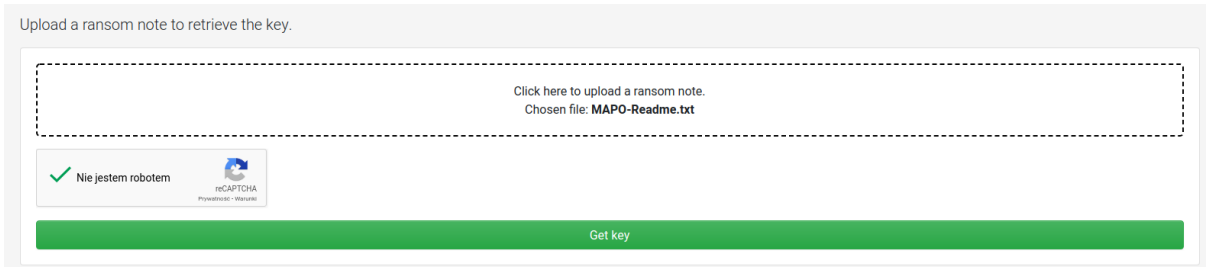 Upload a ransom note to retrieve the key.
Click here to upload a ransom note.
Chosen file: MAPO-Readme.txt
Nie jestem robotem
reCAPTCHA
Prywatność - Warunki
Get key